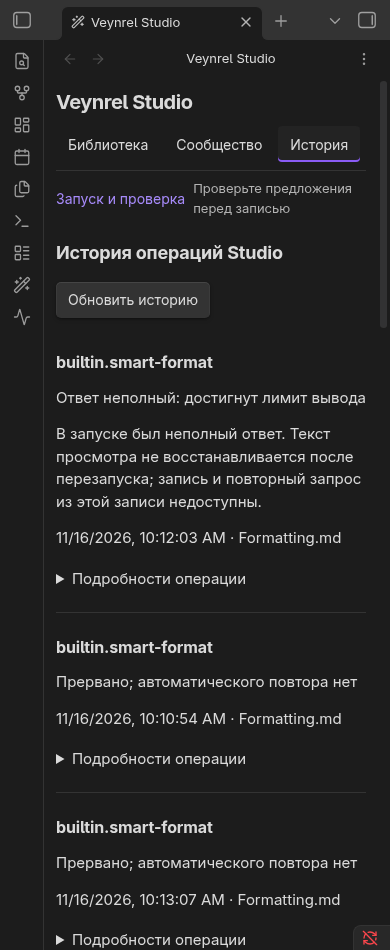 Veynrel Studio
Veynrel Studio
Veynrel Studio
Библиотека
Сообщество
История
Запуск и проверка
Проверьте предложения
перед записью
История операций Studio
Обновить историю
builtin.smart-format
Ответ неполный: достигнут лимит вывода
В запуске был неполный ответ. Текст
просмотра не восстанавливается после
перезапуска; запись и повторный запрос
из этой записи недоступны.
11/16/2026, 10:12:03 AM · Formatting.md
Подробности операции
builtin.smart-format
Прервано; автоматического повтора нет
11/16/2026, 10:10:54 AM · Formatting.md
Подробности операции
builtin.smart-format
Прервано; автоматического повтора нет
11/16/2026, 10:13:07 AM · Formatting.md
Подробности операции